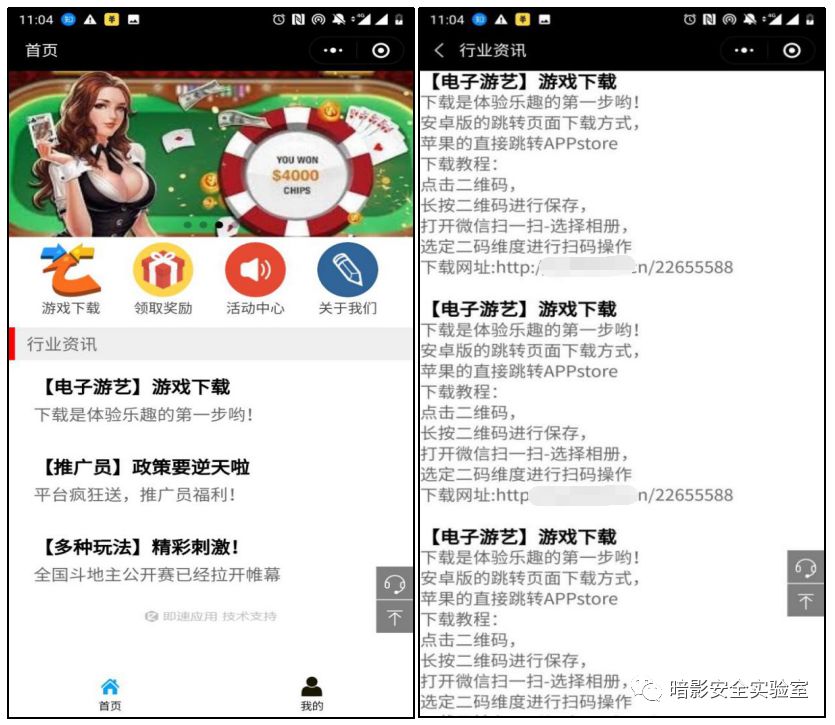 11:04
首页
YOU WON
$4000
CHIPS
游戏下载
领取奖励
活动中心
关于我们
行业资讯
【电子游艺】游戏下载
下载是体验乐趣的第一步哟!
【推广员】政策要逆天啦
平台疯狂送，推广员福利!
【多种玩法】精彩刺激!
全国斗地主公开赛已经拉开帷幕
即速应用 技术支持
首页
我的
11:04
行业资讯
【电子游艺】游戏下载
下载是体验乐趣的第一步哟!
安卓版的跳转页面下载方式，
苹果的直接跳转APPstore
下载教程：
点击二维码，
长按二维码进行保存，
打开微信扫一扫-选择相册，
选定二码维度进行扫码操作
下载网址:http:/ n/22655588
【电子游艺】游戏下载
下载是体验乐趣的第一步哟!
安卓版的跳转页面下载方式，
苹果的直接跳转APPstore
下载教程：
点击二维码，
长按二维码进行保存，
打开微信扫一扫-选择相册，
选定二码维度进行扫码操作
下载网址:http n/22655588
【电子游艺】游戏下载
下载是体验乐趣的第一步哟!
安卓版的跳转页面下载方式，
苹果的直接跳转APPstore
下载教程：
点击二维码，
长按二维码进行保存，
打开微信扫一扫-选择相册，
选定二码维度进行扫码操作
暗影安全实验室